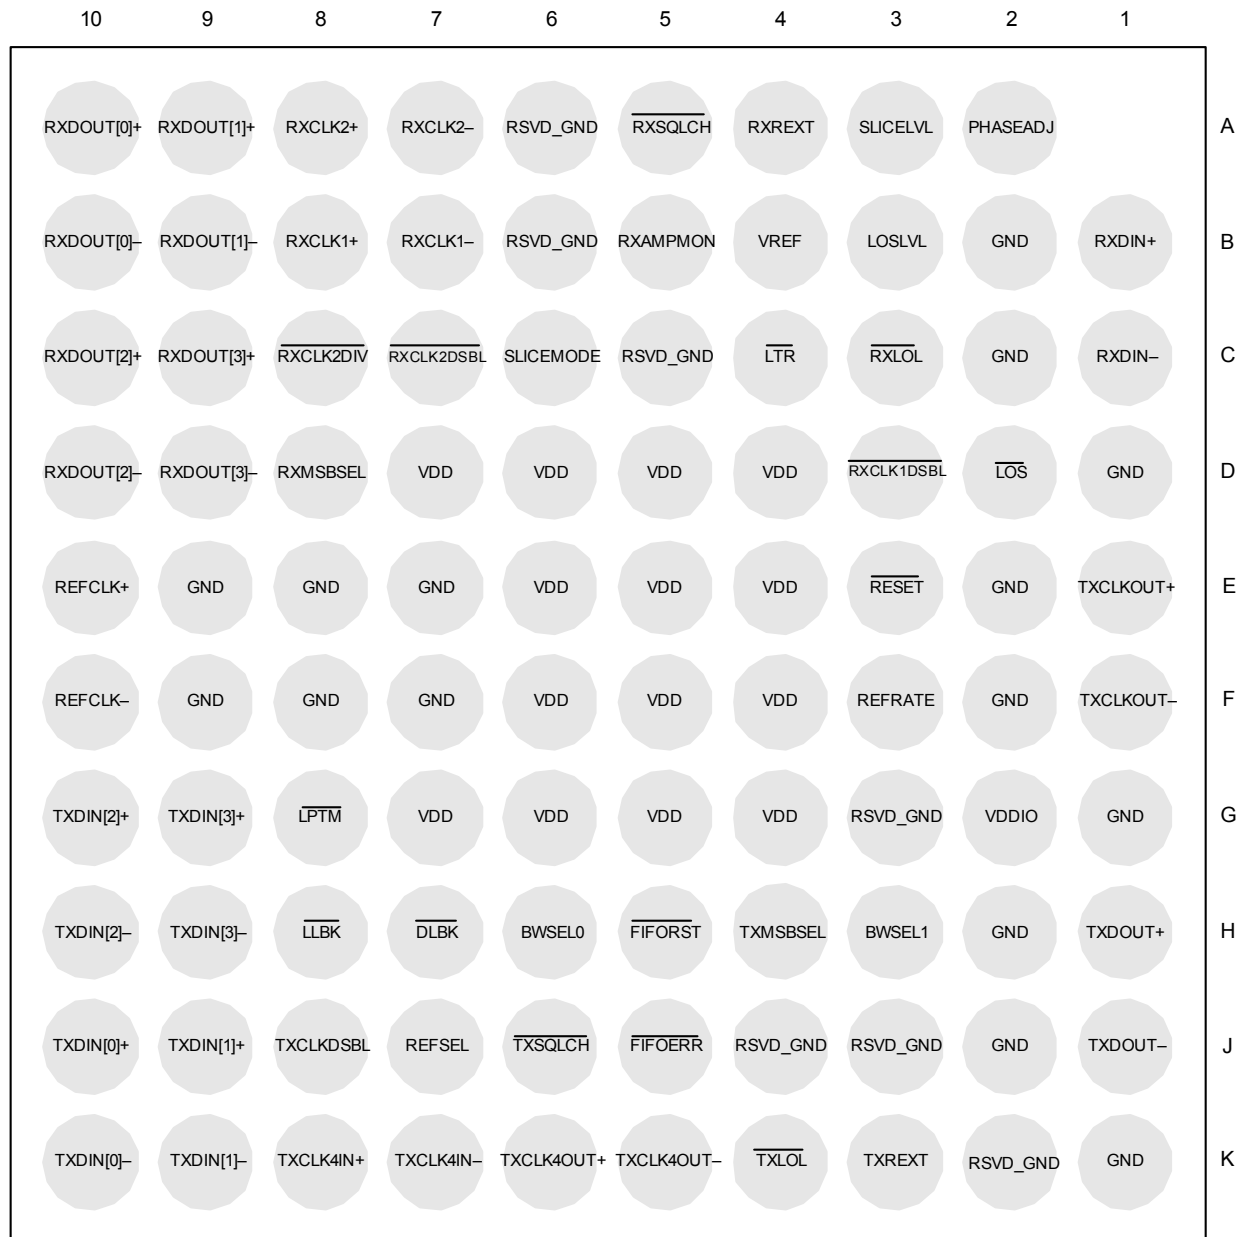 10 9 8 7 6 5 4 3 2 1
RXDOUT[0]+ RXDOUT[1]+ RXCLK2+ RXCLK2– RSVD_GND RXSQLCH RXREXT SLICELVL PHASEADJ A
RXDOUT[0]– RXDOUT[1]– RXCLK1+ RXCLK1– RSVD_GND RXAMPMON VREF LOSLVL GND RXDIN+ B
RXDOUT[2]+ RXDOUT[3]+ RXCLK2DIV RXCLK2DSBL SLICEMODE RSVD_GND LTR RXLOL GND RXDIN– C
RXDOUT[2]– RXDOUT[3]– RXMSBSEL VDD VDD VDD VDD RXCLK1DSBL LOS GND D
REFCLK+ GND GND GND VDD VDD VDD RESET GND TXCLKOUT+ E
REFCLK– GND GND GND VDD VDD VDD REFRATE GND TXCLKOUT– F
TXDIN[2]+ TXDIN[3]+ LPTM VDD VDD VDD VDD RSVD_GND VDDIO GND G
TXDIN[2]– TXDIN[3]– LLBK DLBK BWSEL0 FIFORST TXMSBSEL BWSEL1 GND TXDOUT+ H
TXDIN[0]+ TXDIN[1]+ TXCLKDSBL REFSEL TXSQLCH FIFOERR RSVD_GND RSVD_GND GND TXDOUT– J
TXDIN[0]– TXDIN[1]– TXCLK4IN+ TXCLK4IN– TXCLK4OUT+ TXCLK4OUT– TXLOL TXREXT RSVD_GND GND K